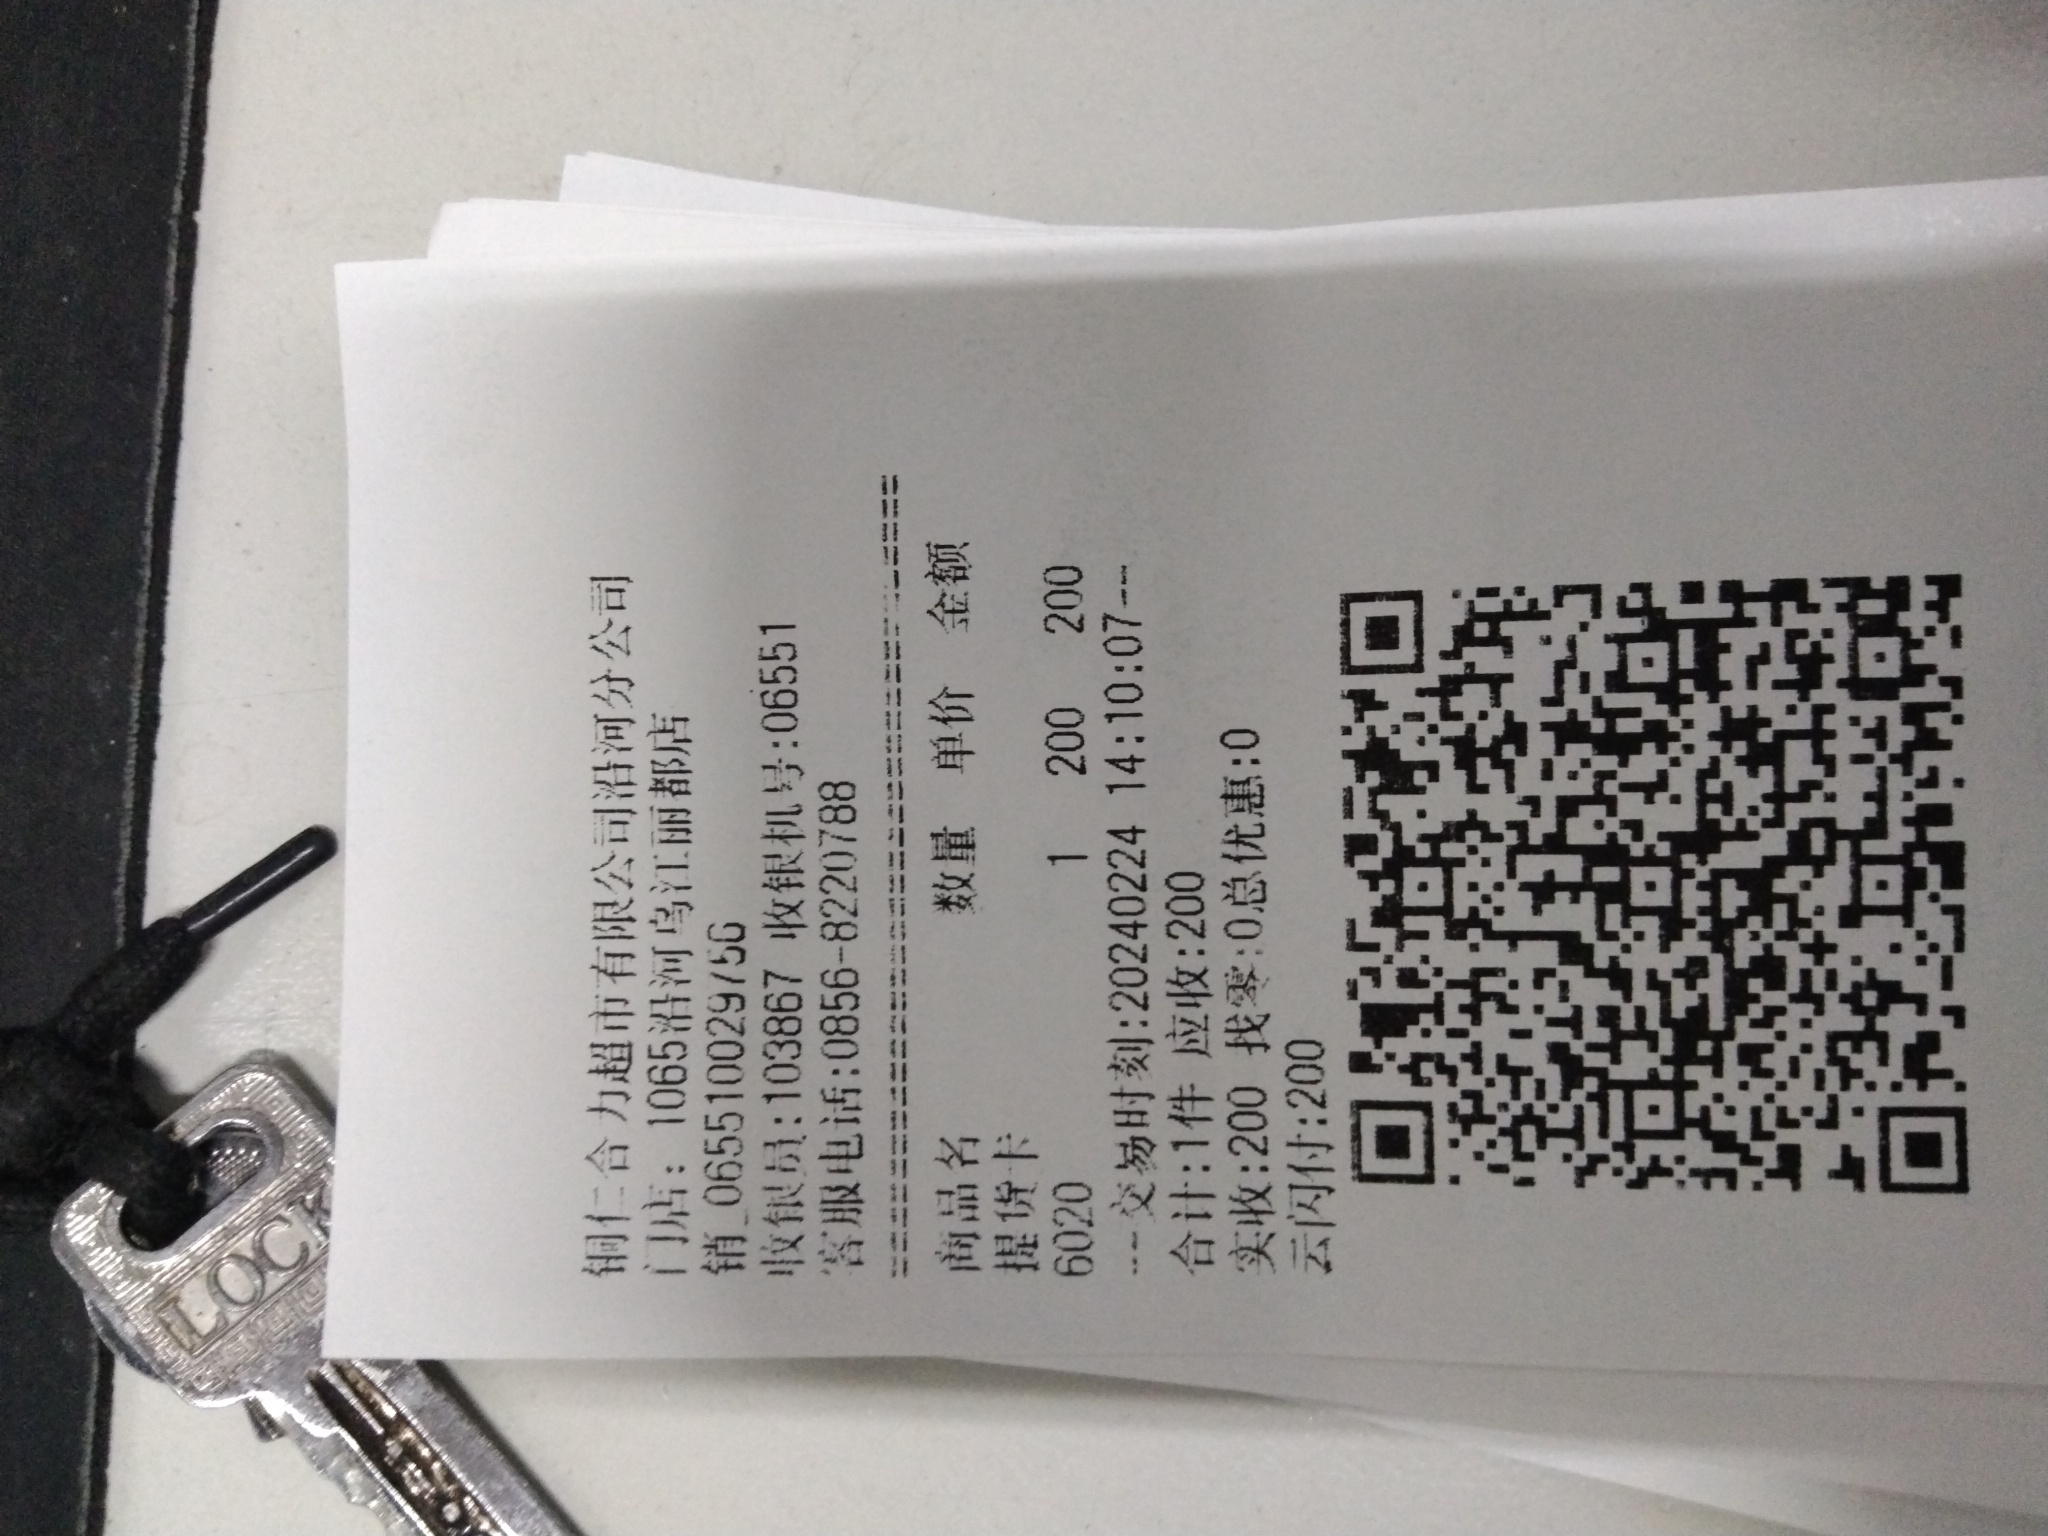 铜仁合力超市有限公司沿河分公司
门店: 1065沿河乌江丽都店
销_065510029756
收银员:103867 收银机号:06551
客服电话:0856-8220788
================================
商品名 数量 单价 金额
提货卡
6020 1 200 200
---交易时刻:20240224 14:10:07--
合计:1件 应收:200
实收:200 找零:0总优惠:0
云闪付:200
LOCK